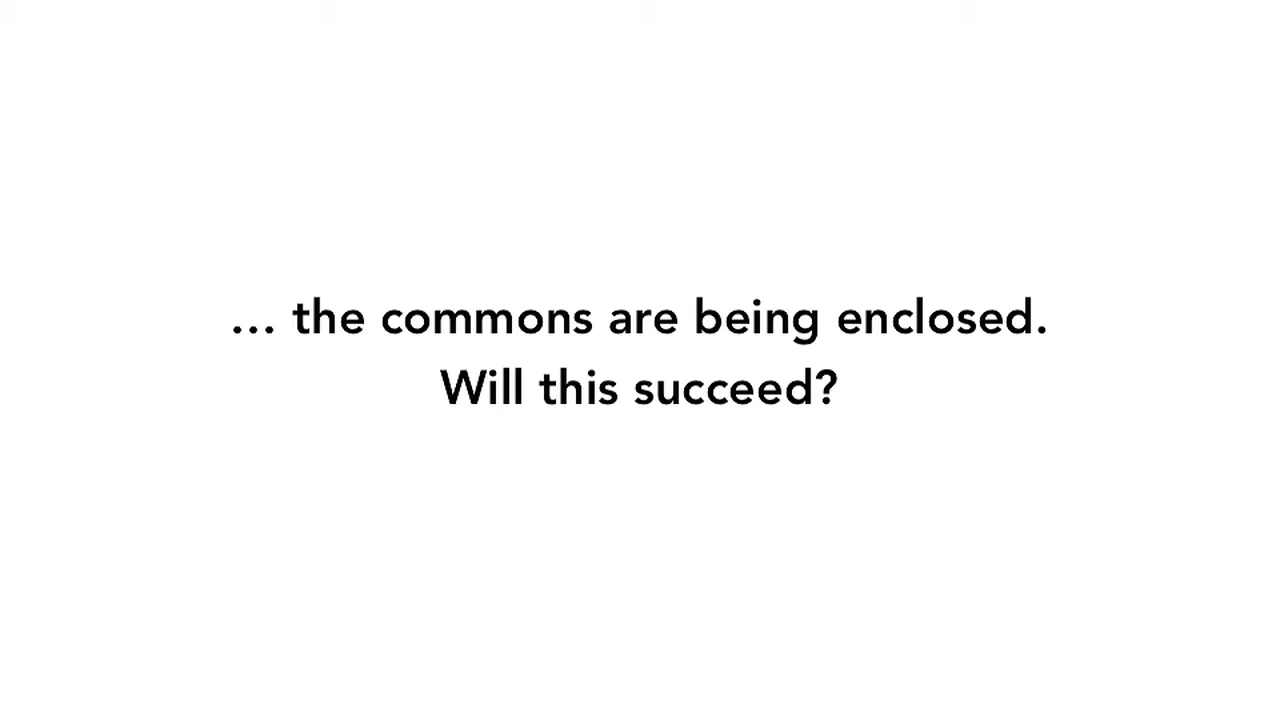 … the commons are being enclosed.
Will this succeed?